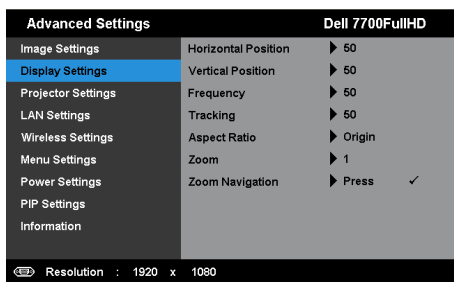 Advanced Settings Dell 7700FullHD
Image Settings Horizontal Position 50
Display Settings Vertical Position 50
Projector Settings Frequency 50
LAN Settings Tracking 50
Wireless Settings Aspect Ratio Origin
Menu Settings Zoom 1
Power Settings Zoom Navigation Press ✓
PIP Settings
Information
Resolution : 1920 x 1080